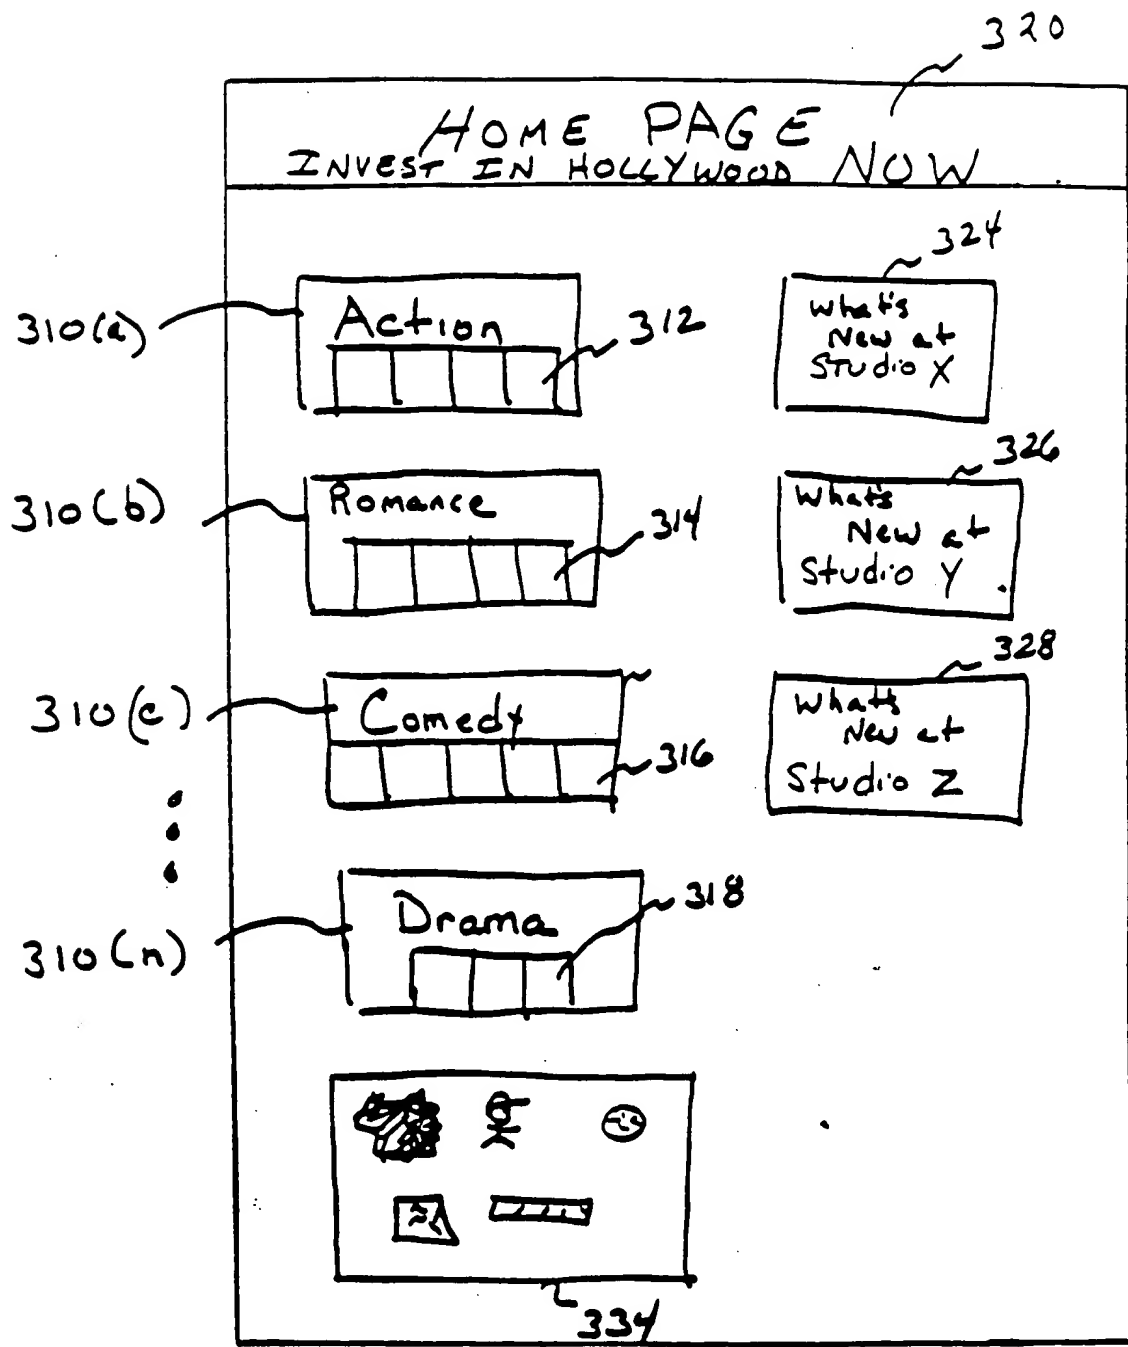 320
HOME PAGE
INVEST IN HOLLYWOOD NOW
324
310(a)
Action
312
What's
New at
Studio X
326
310(b)
Romance
314
What's
New at
Studio Y
328
310(c)
Comedy
316
What's
New at
Studio Z
318
Drama
310(n)
334